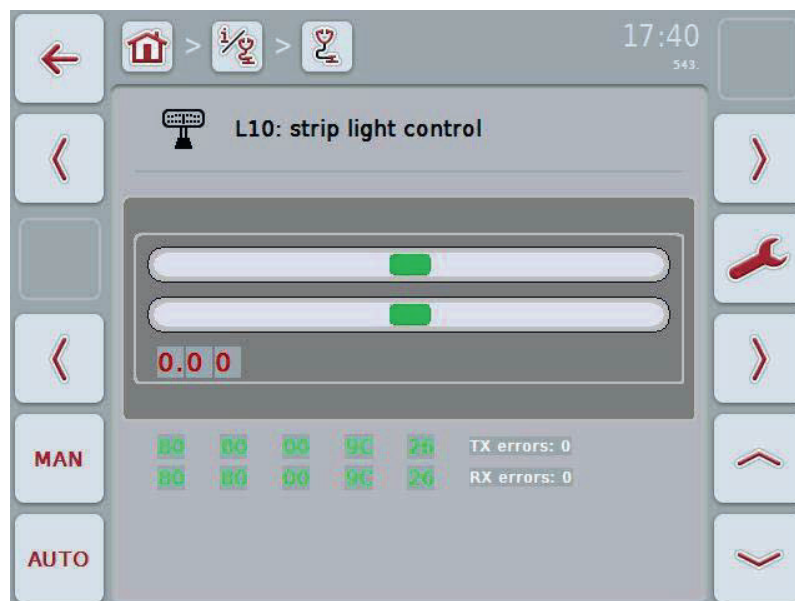 17:40
543.
L10: strip light control
0.0 0
MAN
80 80 00 9C 26 TX errors: 0
80 80 00 9C 26 RX errors: 0
AUTO